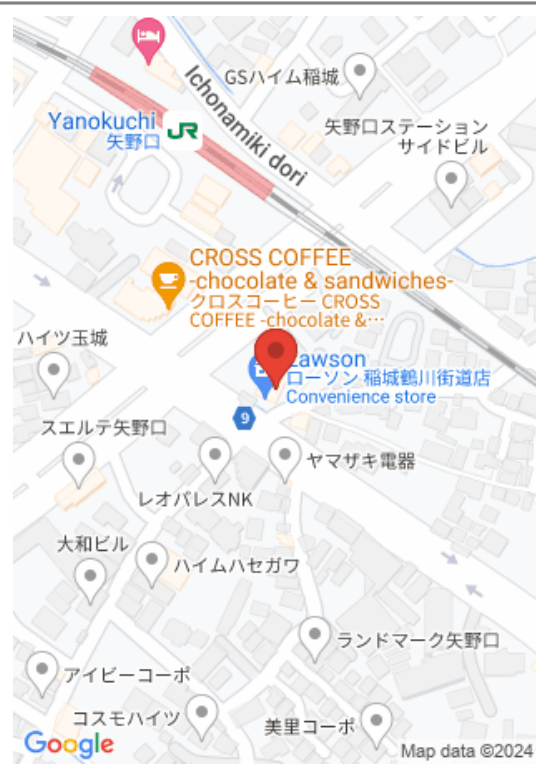 GSハイム稲城
Ichonamiki dori
Yanokuchi
矢野口
JR
矢野口ステーション
サイドビル
CROSS COFFEE
-chocolate & sandwiches-
クロスコーヒー CROSS
COFFEE -chocolate &…
ハイツ玉城
Lawson
ローソン 稲城鶴川街道店
Convenience store
9
スエルテ矢野口
ヤマザキ電器
レオパレスNK
大和ビル
ハイムハセガワ
ランドマーク矢野口
アイビーコーポ
コスモハイツ
美里コーポ
Google
Map data ©2024